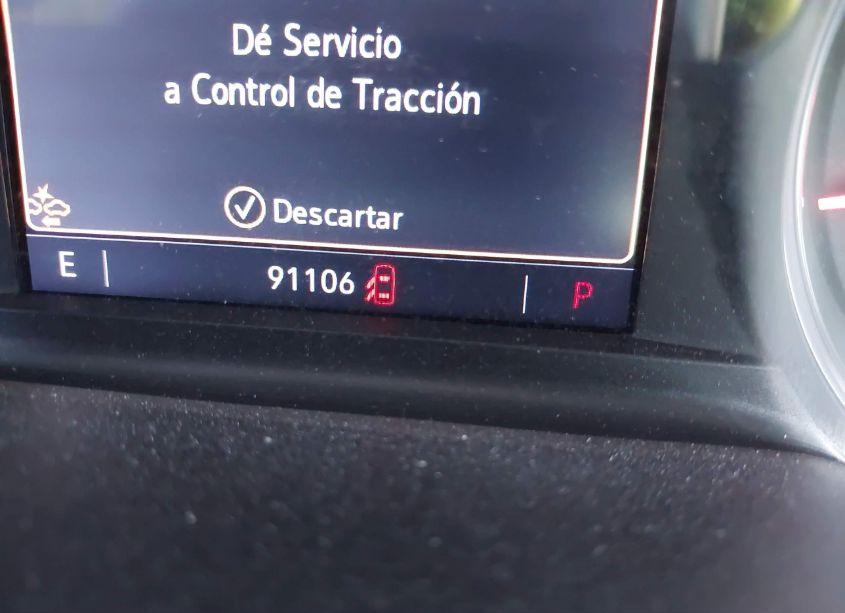 Dé Servicio
a Control de Tracción
Descartar
E 91106 P